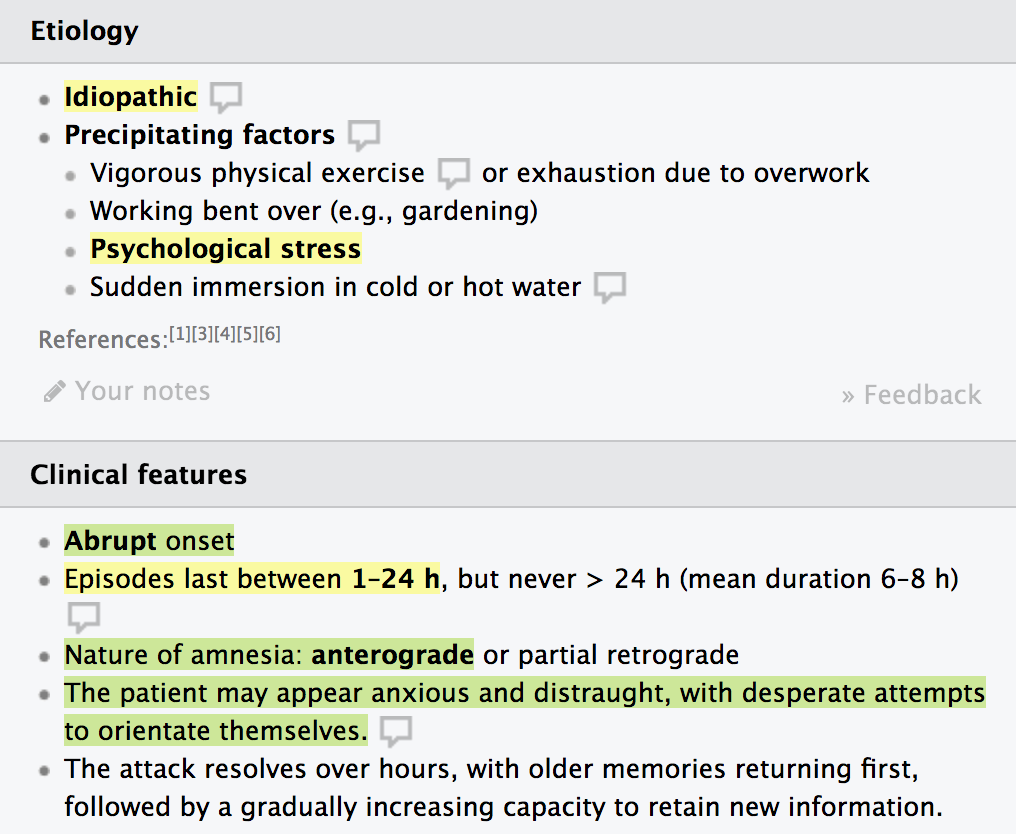 Etiology
Idiopathic
Precipitating factors
Vigorous physical exercise or exhaustion due to overwork
Working bent over (e.g., gardening)
Psychological stress
Sudden immersion in cold or hot water
References:[1][3][4][5][6]
Your notes
» Feedback
Clinical features
Abrupt onset
Episodes last between 1–24 h, but never > 24 h (mean duration 6–8 h)
Nature of amnesia: anterograde or partial retrograde
The patient may appear anxious and distraught, with desperate attempts
to orientate themselves.
The attack resolves over hours, with older memories returning first,
followed by a gradually increasing capacity to retain new information.